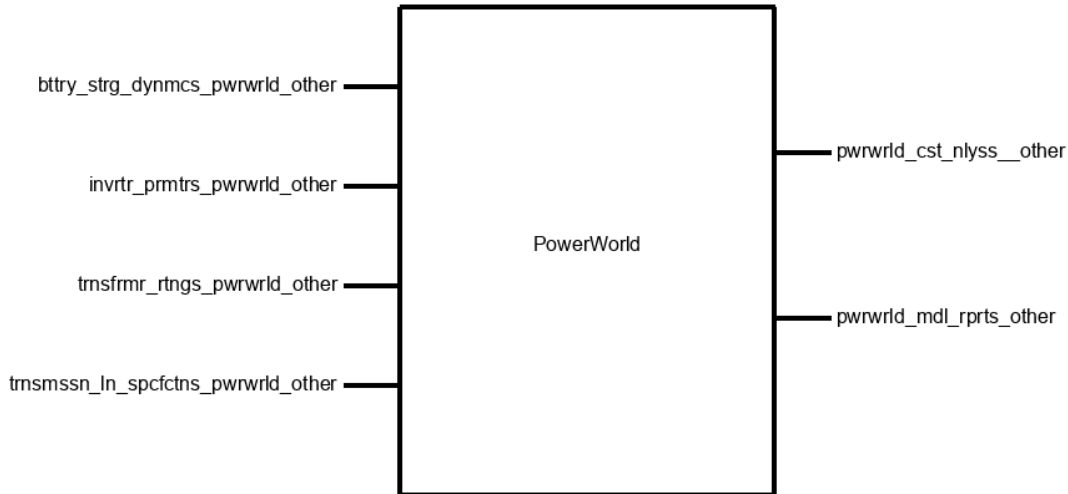 bttry_strg_dynmcs_pwrwrld_other
invrtr_prmtrs_pwrwrld_other
trnsfrmr_rtngs_pwrwrld_other
trnsmssn_ln_spcfctns_pwrwrld_other
PowerWorld
pwrwrld_cst_nlyss__other
pwrwrld_mdl_rprts_other